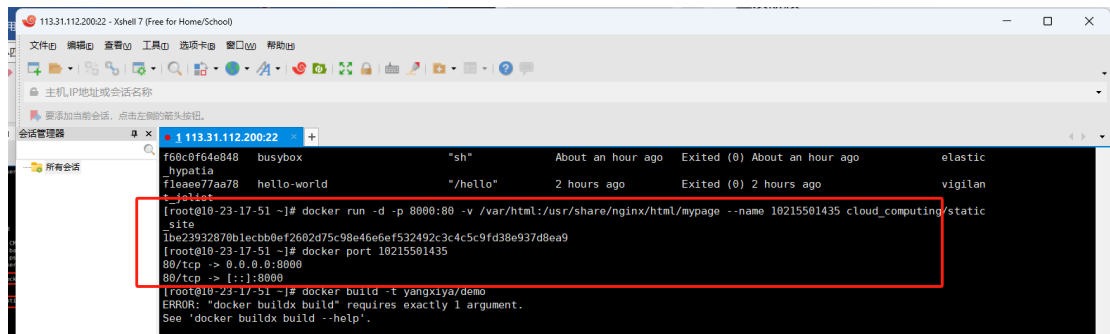 113.31.112.200:22 - Xshell 7 (Free for Home/School)
文件(F) 编辑(E) 查看(V) 工具(T) 选项卡(B) 窗口(W) 帮助(H)
主机,IP地址或会话名称
要添加当前会话，点击左侧的箭头按钮。
会话管理器
1 113.31.112.200:22
所有会话
f60c0f64e848 busybox "sh" About an hour ago Exited (0) About an hour ago elastic
_hypatia
f1eaee77aa78 hello-world "/hello" 2 hours ago Exited (0) 2 hours ago vigilan
t_joliot
[root@10-23-17-51 ~]# docker run -d -p 8000:80 -v /var/html:/usr/share/nginx/html/mypage --name 10215501435 cloud_computing/static
_site
1be23932870b1ecbb0ef2602d75c98e46e6ef532492c3c4c5c9fd38e937d8ea9
[root@10-23-17-51 ~]# docker port 10215501435
80/tcp -> 0.0.0.0:8000
80/tcp -> [::]:8000
[root@10-23-17-51 ~]# docker build -t yangxiya/demo
ERROR: "docker buildx build" requires exactly 1 argument.
See 'docker buildx build --help'.